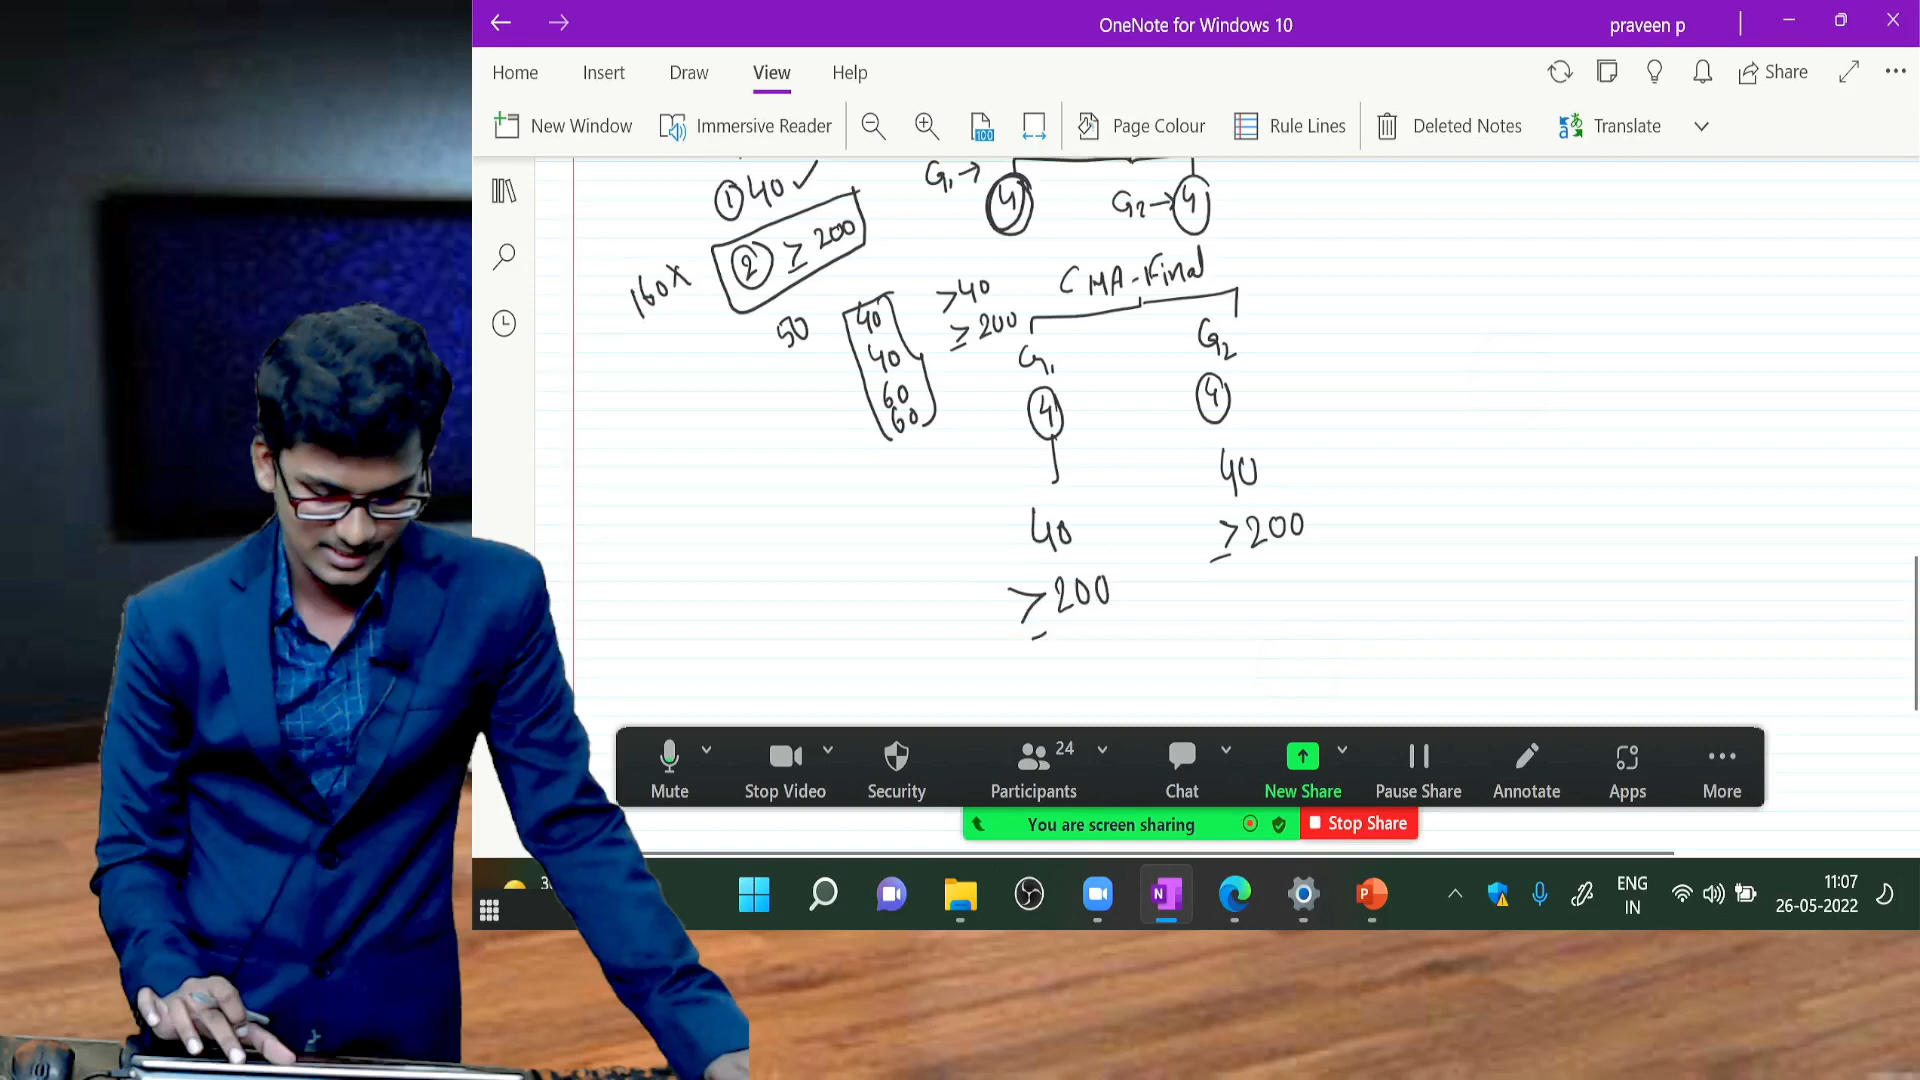 OneNote for Windows 10
praveen p
Home
Insert
Draw
View
Help
Share
New Window
Immersive Reader
100
Page Colour
Rule Lines
Deleted Notes
Translate
① 40 ✓
G1 →
4
G2 →
4
② ≥ 200
160 X
50
40
40
60
60
>40
≥ 200
CMA - Final
G1
4
40
≥ 200
G2
4
40
≥ 200
Mute
Stop Video
Security
24
Participants
Chat
New Share
Pause Share
Annotate
Apps
More
You are screen sharing
Stop Share
ENG
IN
11:07
26-05-2022